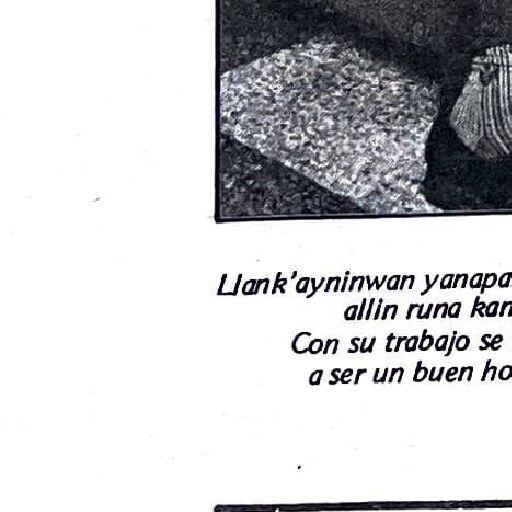 Llank'ayninwan yanapa
allin runa kan
Con su trabajo se
a ser un buen ho